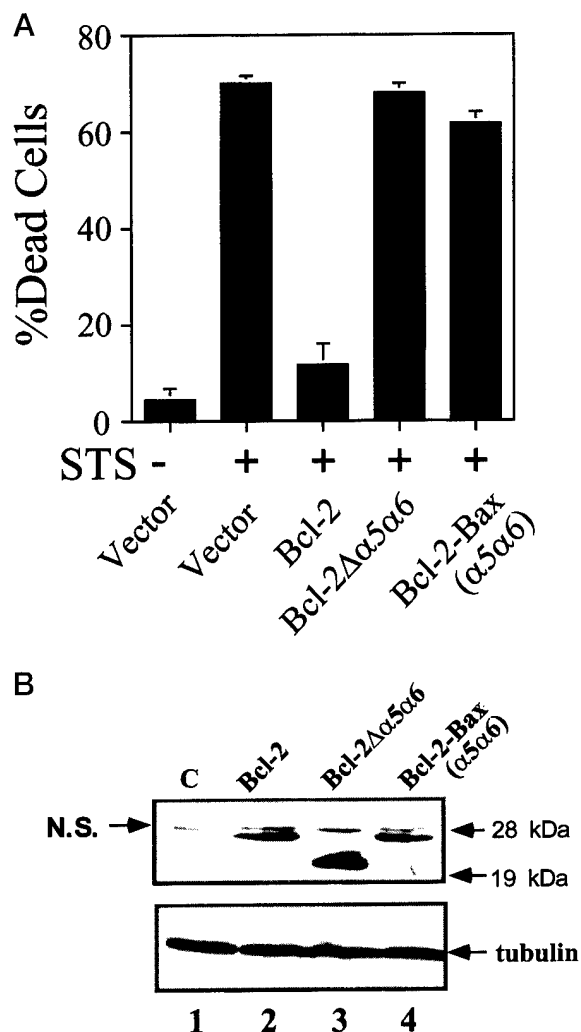 A
80
60
40
20
0
%Dead Cells
STS - + + + +
Vector
Vector
Bcl-2
Bcl-2Δα5α6
Bcl-2-Bax
(α5α6)
B
C
Bcl-2
Bcl-2Δα5α6
Bcl-2-Bax
(α5α6)
N.S.
28 kDa
19 kDa
tubulin
1 2 3 4